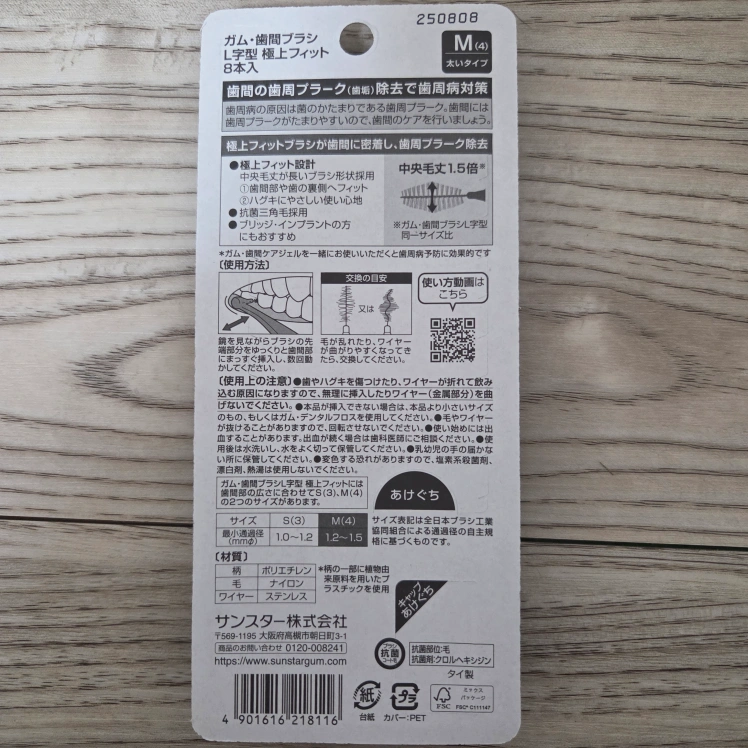 250808
ガム・歯間ブラシ
L字型 極上フィット
8本入
M(4)
太いタイプ
歯間の歯周プラーク(歯垢)除去で歯周病対策
歯周病の原因は菌のかたまりである歯周プラーク。歯間には
歯周プラークがたまりやすいので、歯間のケアを行いましょう。
極上フィットブラシが歯間に密着し、歯周プラーク除去
●極上フィット設計
中央毛丈が長いブラシ形状採用
①歯間部や歯の裏側へフィット
②ハグキにやさしい使い心地
●抗菌三角毛採用
●ブリッジ・インプラントの方
にもおすすめ
中央毛丈1.5倍※
※ガム・歯間ブラシL字型
同一サイズ比
*ガム・歯間ケアジェルを一緒にお使いいただくと歯周病予防に効果的です
〔使用方法〕
鏡を見ながらブラシの先
端部分をゆっくりと歯間部
にまっすぐ挿入し、数回動
かしてください。
交換の目安
又は
毛が乱れたり、ワイヤー
が曲がりやすくなってき
たら、交換してください。
使い方動画は
こちら
〔使用上の注意〕●歯やハグキを傷つけたり、ワイヤーが折れて飲み
込む原因になりますので、無理に挿入したりワイヤー(金属部分)を曲
げないでください。●本品が挿入できない場合は、本品より小さいサイズ
のもの、もしくはガム・デンタルフロスを使用してください。●毛やワイヤー
が抜けることがありますので、回転させないでください。●使い始めには出
血することがあります。出血が続く場合は歯科医師にご相談ください。●使
用後は水洗いし、水をよく切って保管してください。●乳幼児の手の届かな
い所に保管してください。●変色する恐れがありますので、塩素系殺菌剤、
漂白剤、熱湯は使用しないでください。
ガム・歯間ブラシL字型 極上フィットには
歯間部の広さに合わせてS(3)、M(4)
の2つのサイズがあります。
あけぐち
サイズ S(3) M(4)
最小通過径(mmφ) 1.0~1.2 1.2~1.5
サイズ表記は全日本ブラシ工業
協同組合による通過径の自主規
格に基づくものです。
〔材質〕
柄 ポリエチレン
毛 ナイロン
ワイヤー ステンレス
*柄の一部に植物由
来原料を用いたプ
ラスチックを使用
キャップ
あけぐち
サンスター株式会社
〒569-1195 大阪府高槻市朝日町3-1
商品のお問い合わせ 0120-008241
https://www.sunstargum.com/
ブラシ
抗菌
コート毛
抗菌部位:毛
抗菌剤:クロルヘキシジン
タイ製
4 901616 218116
紙
台紙
プラ
カバー:PET
FSC
ミックス
パッケージ
FSC® C111147